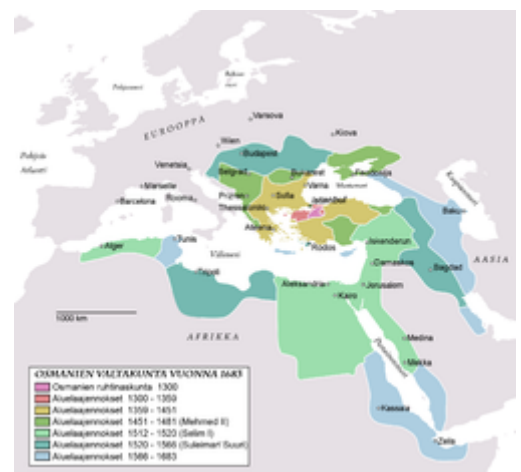 Varsova
Kiova
EUROOPPA
Wien
Budapest
Venetsia
Belgrad
Bukarest
Feodosija
Marseille
Barcelona
Rooma
Sofia
Varna
Istanbul
Thessaloniki
Ateena
Baku
Alger
Tunis
Rodos
Iskenderun
Välimeri
Damaskos
Bagdad
AASIA
Tripoli
Aleksandria
Jerusalem
Kairo
1000 km
AFRIKKA
Medina
Mekka
Punainenmeri
Kassala
Zeila
OSMANIEN VALTAKUNTA VUONNA 1683
Osmanien ruhtinaskunta 1300
Aluelaajennokset 1300 - 1359
Aluelaajennokset 1359 - 1451
Aluelaajennokset 1451 - 1481 (Mehmed II)
Aluelaajennokset 1512 - 1520 (Selim I)
Aluelaajennokset 1520 - 1566 (Suleiman Suuri)
Aluelaajennokset 1566 - 1683